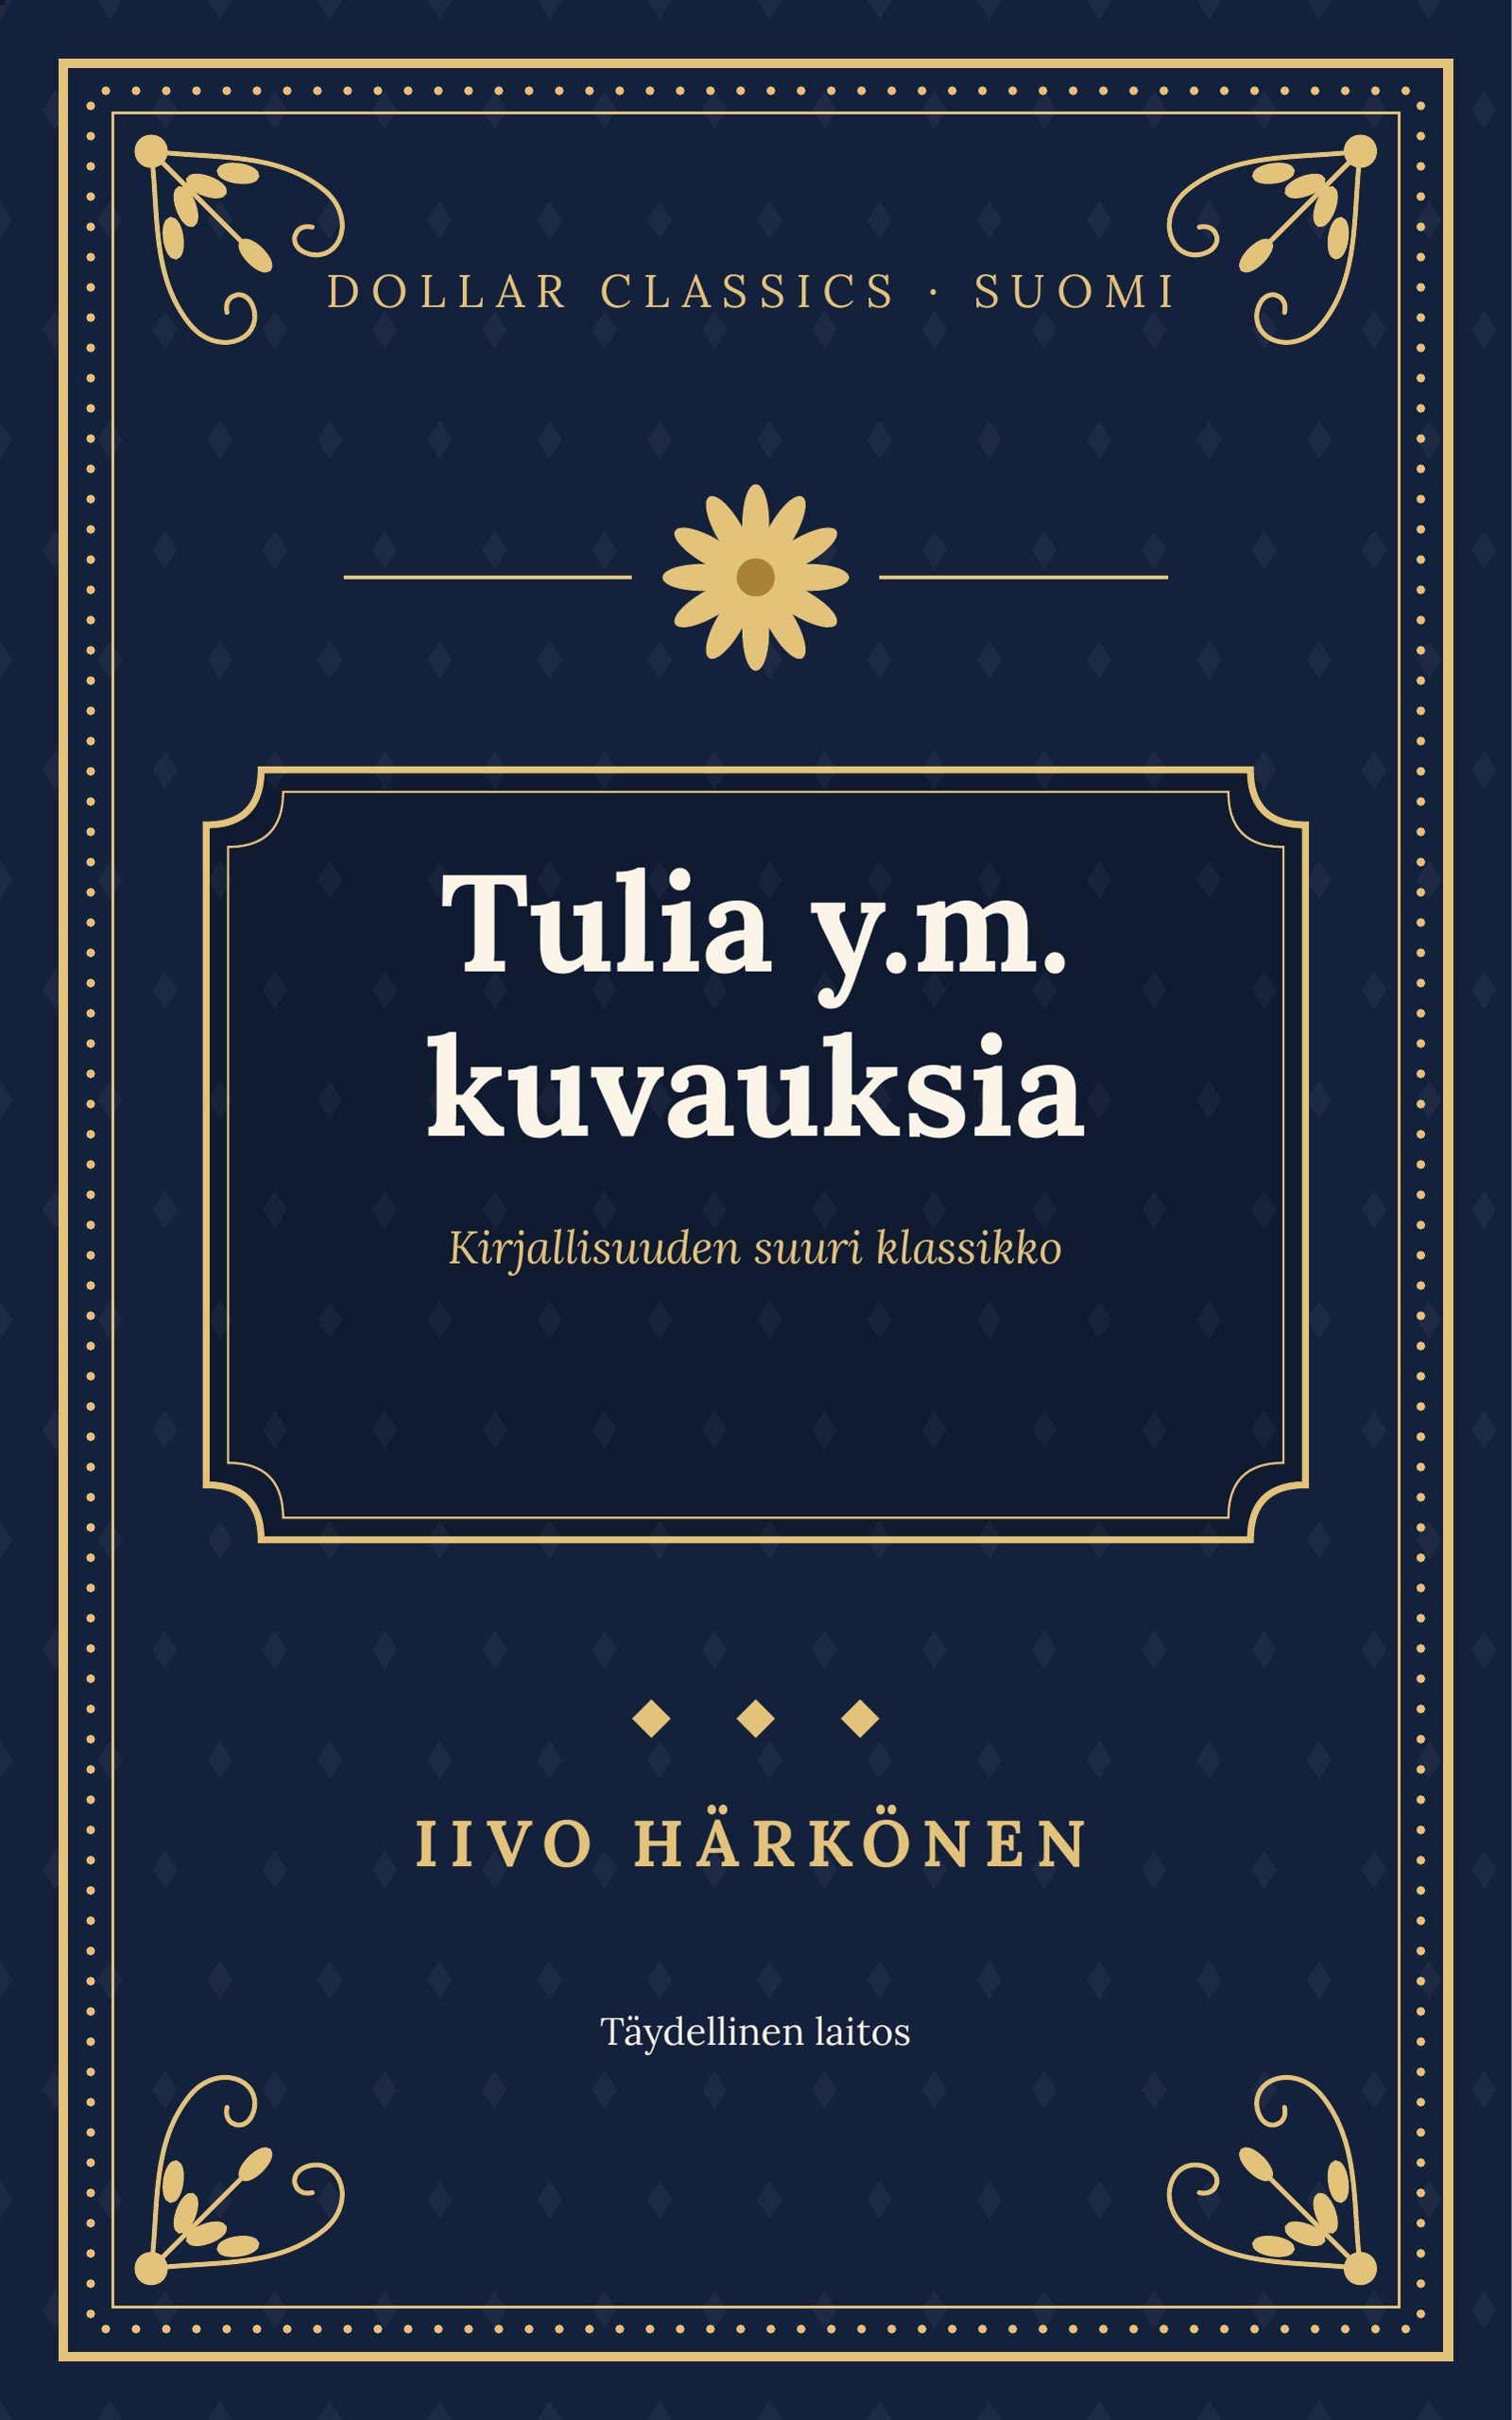 DOLLAR CLASSICS · SUOMI
Tulia y.m.
kuvauksia
Kirjallisuuden suuri klassikko
IIVO HÄRKÖNEN
Täydellinen laitos